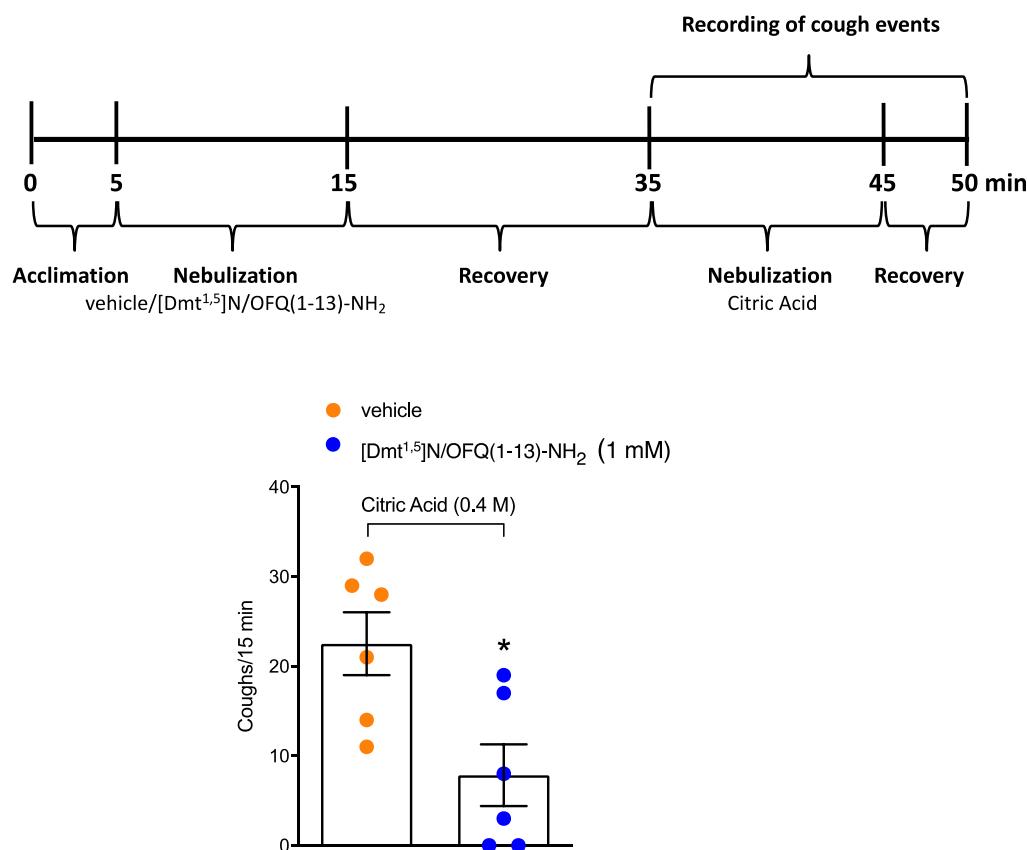 Recording of cough events
0 5 15 35 45 50 min
Acclimation Nebulization Recovery Nebulization Recovery
vehicle/[Dmt¹,⁵]N/OFQ(1-13)-NH₂ Citric Acid
vehicle
[Dmt¹,⁵]N/OFQ(1-13)-NH₂ (1 mM)
40
Citric Acid (0.4 M)
30
*
20
10
0
Coughs/15 min